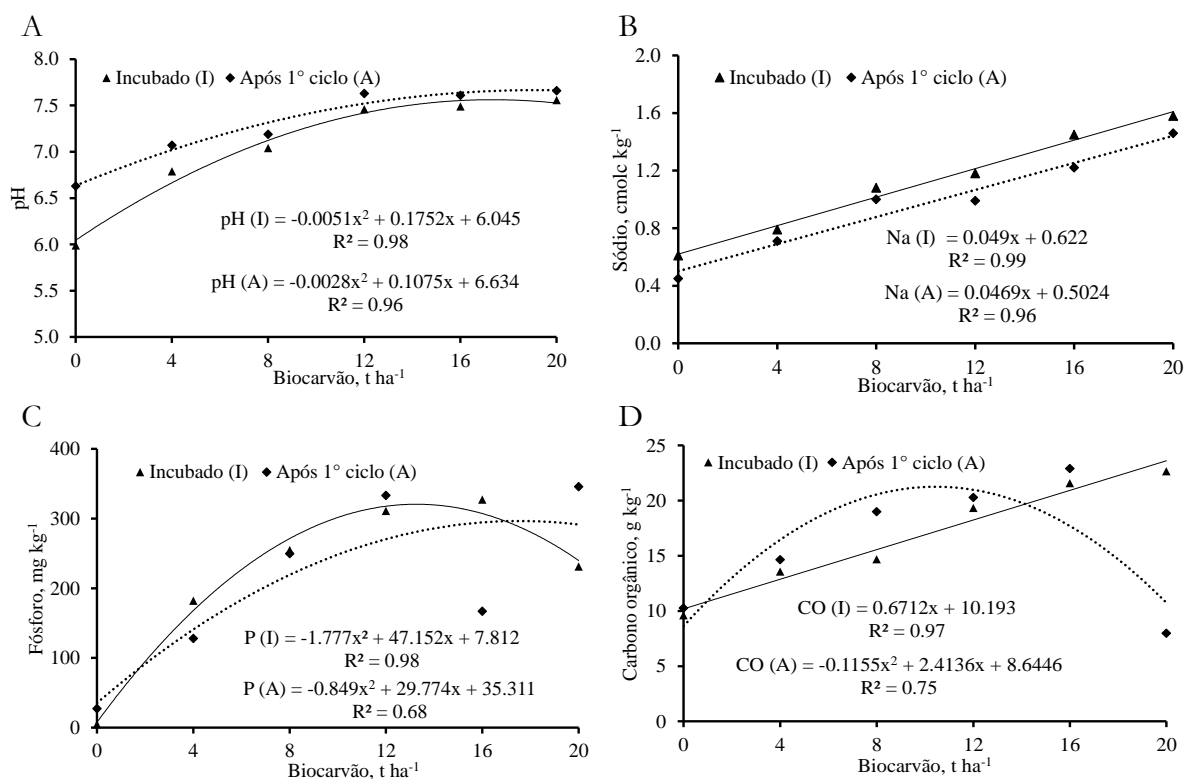 A
8.0
7.5
7.0
6.5
6.0
5.5
5.0
pH
Incubado (I) Após 1° ciclo (A)
pH (I) = -0.0051x² + 0.1752x + 6.045
R² = 0.98
pH (A) = -0.0028x² + 0.1075x + 6.634
R² = 0.96
0 4 8 12 16 20
Biocarvão, t ha⁻¹
B
2.0
1.6
1.2
0.8
0.4
0.0
Sódio, cmolc kg⁻¹
Incubado (I) Após 1° ciclo (A)
Na (I) = 0.049x + 0.622
R² = 0.99
Na (A) = 0.0469x + 0.5024
R² = 0.96
0 4 8 12 16 20
Biocarvão, t ha⁻¹
C
400
300
200
100
0
Fósforo, mg kg⁻¹
Incubado (I) Após 1° ciclo (A)
P (I) = -1.777x² + 47.152x + 7.812
R² = 0.98
P (A) = -0.849x² + 29.774x + 35.311
R² = 0.68
0 4 8 12 16 20
Biocarvão, t ha⁻¹
D
25
20
15
10
5
0
Carbono orgânico, g kg⁻¹
Incubado (I) Após 1° ciclo (A)
CO (I) = 0.6712x + 10.193
R² = 0.97
CO (A) = -0.1155x² + 2.4136x + 8.6446
R² = 0.75
0 4 8 12 16 20
Biocarvão, t ha⁻¹